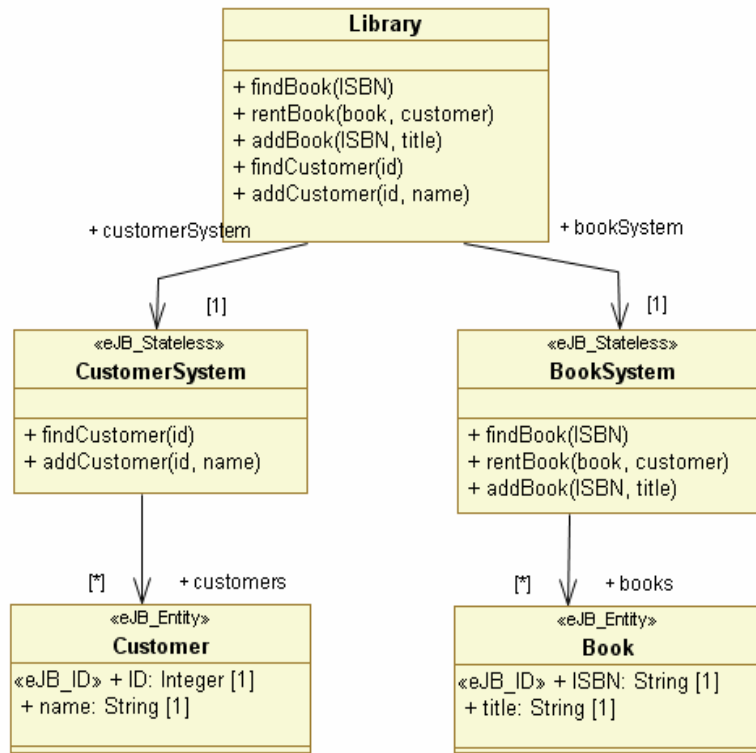 Library
+ findBook(ISBN)
+ rentBook(book, customer)
+ addBook(ISBN, title)
+ findCustomer(id)
+ addCustomer(id, name)
+ customerSystem
+ bookSystem
[1]
[1]
«eJB_Stateless»
CustomerSystem
+ findCustomer(id)
+ addCustomer(id, name)
«eJB_Stateless»
BookSystem
+ findBook(ISBN)
+ rentBook(book, customer)
+ addBook(ISBN, title)
[*]
+ customers
[*]
+ books
«eJB_Entity»
Customer
«eJB_ID» + ID: Integer [1]
+ name: String [1]
«eJB_Entity»
Book
«eJB_ID» + ISBN: String [1]
+ title: String [1]